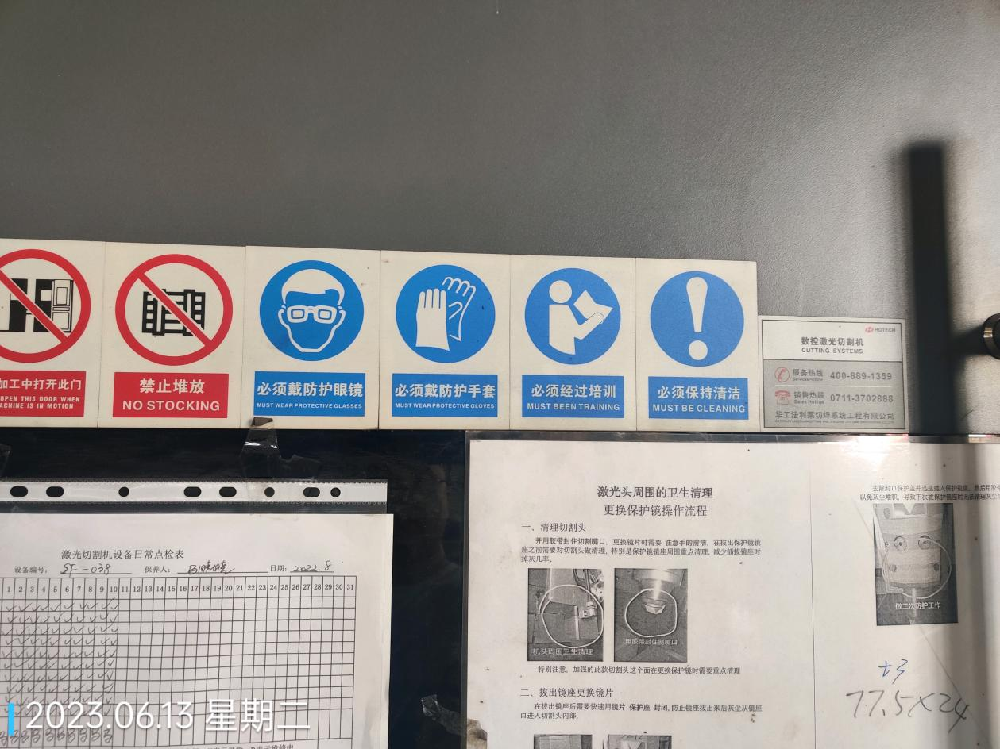 加工中打开此门
OPEN THIS DOOR WHEN
MACHINE IS IN MOTION
禁止堆放
NO STOCKING
必须戴防护眼镜
MUST WEAR PROTECTIVE GLASSES
必须戴防护手套
MUST WEAR PROTECTIVE GLOVES
必须经过培训
MUST BEEN TRAINING
必须保持清洁
MUST BE CLEANING
HGTECH
数控激光切割机
CUTTING SYSTEMS
服务热线 400-889-1359
Services Hotline
销售热线 0711-3702888
Sales Hotline
华工法利莱切焊系统工程有限公司
激光切割机设备日常点检表
设备编号: SF-038 保养人: 日期: 2022.8
1 2 3 4 5 6 7 8 9 10 11 12 13 14 15 16 17 18 19 20 21 22 23 24 25 26 27 28 29 30 31
激光头周围的卫生清理
更换保护镜操作流程
一、清理切割头
并用胶带封住切割嘴口，更换镜片时需要 注意手的清洁，在拔出保护镜镜
座之前需要对切割头做清理，特别是保护镜镜座周围重点清理，减少插拔镜座时
掉灰几率。
机头周围卫生清理
用胶带封住割嘴口
特别注意，加强的此款切割头这个面在更换保护镜时需要重点清理
二、拔出镜座更换镜片
在拔出镜座后需要快速用镜片 保护座 封闭,防止镜座拔出来后灰尘从镜座
口进入切割头内部。
去除封口保护盖并迅速插入保护镜座，然后用胶带
以免灰尘堆积，导致下次拔保护镜座时无法清理灰尘
做二次防护工作
±3
77.5×24
2023.06.13 星期二